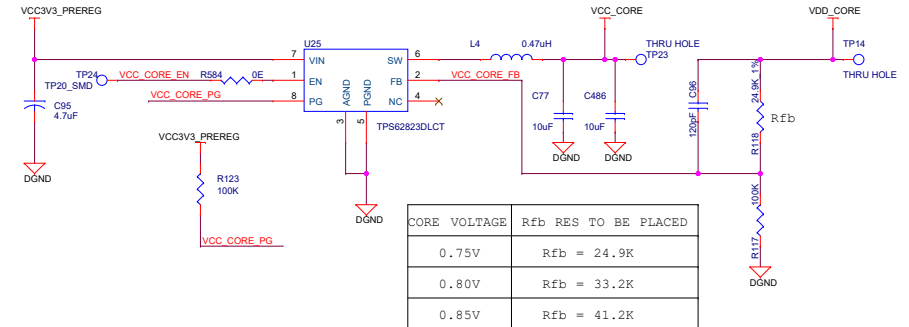 VCC3V3_PREREG
VCC_CORE
VDD_CORE
U25
L4
0.47uH
THRU HOLE
TP23
TP14
THRU HOLE
7
VIN
SW
6
TP24
TP20_SMD
VCC_CORE_EN
R584
0E
1
EN
FB
2
VCC_CORE_FB
VCC_CORE_PG
8
PG
AGND
PGND
NC
4
C95
4.7uF
3
5
TPS62823DLCT
C77
10uF
C486
10uF
C96
120pF
24.9K 1%
Rfb
R118
VCC3V3_PREREG
DGND
DGND
DGND
R123
100K
DGND
100K
R117
VCC_CORE_PG
DGND
CORE VOLTAGE
Rfb RES TO BE PLACED
0.75V
Rfb = 24.9K
0.80V
Rfb = 33.2K
0.85V
Rfb = 41.2K